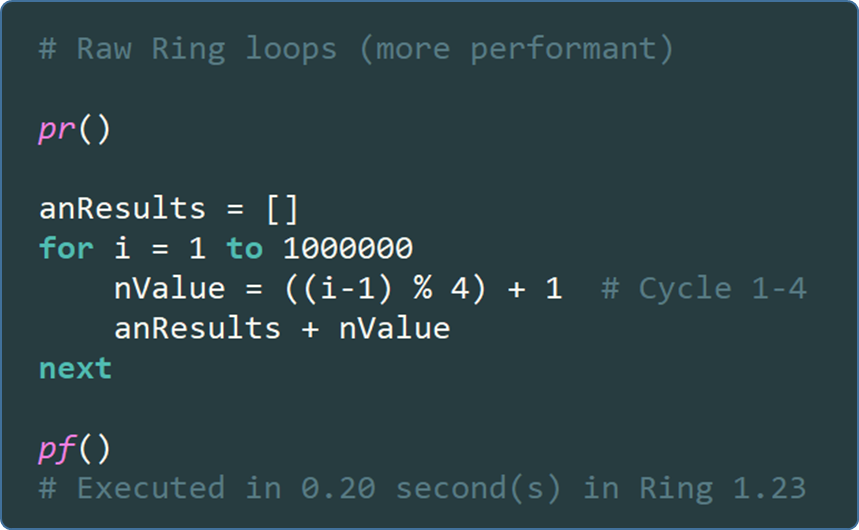 # Raw Ring loops (more performant)
pr()
anResults = []
for i = 1 to 1000000
    nValue = ((i-1) % 4) + 1  # Cycle 1-4
    anResults + nValue
next
pf()
# Executed in 0.20 second(s) in Ring 1.23